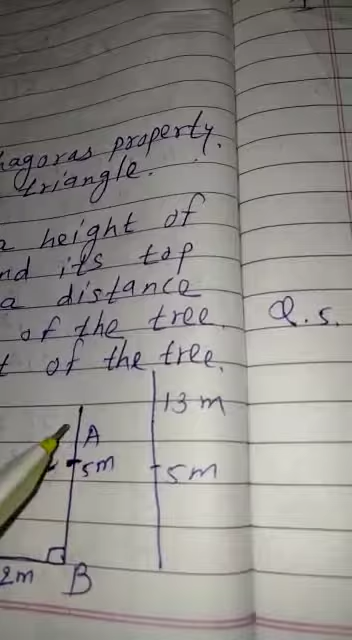 hagoras property.
triangle.
a height of
nd its top
a distance
of the tree. Q.5.
t of the tree.
13 m
A
5m 5m
2m B